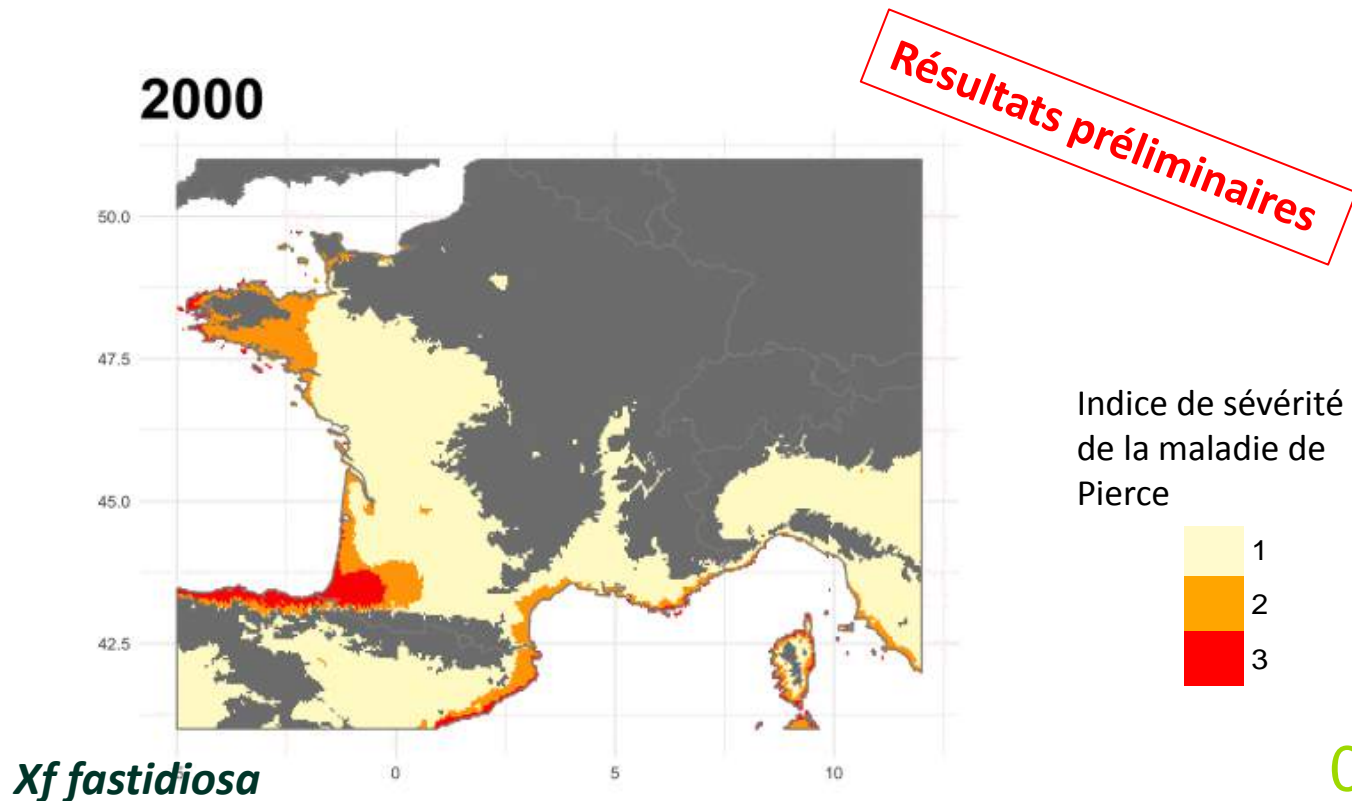 Résultats préliminaires
2000
50.0
47.5
45.0
42.5
0
5
10
Indice de sévérité
de la maladie de
Pierce
1
2
3
Xf fastidiosa